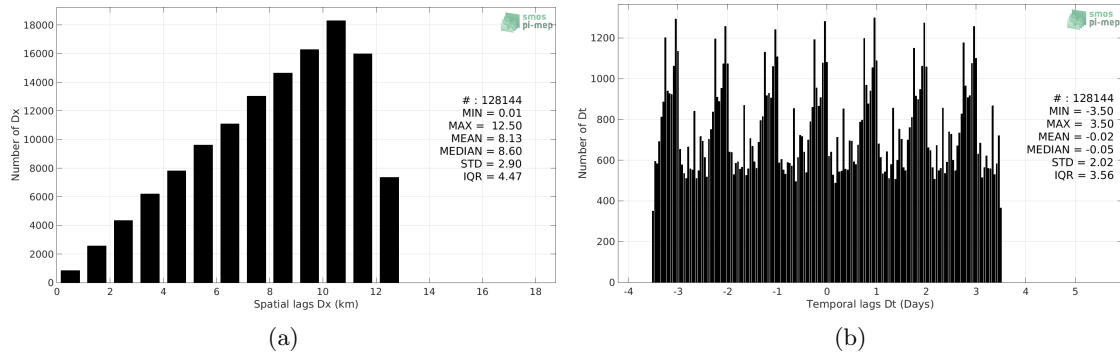 18000
16000
14000
12000
10000
8000
6000
4000
2000
0
Number of Dx
0 2 4 6 8 10 12 14 16 18
Spatial lags Dx (km)
smos
pi-mep
# : 128144
MIN = 0.01
MAX = 12.50
MEAN = 8.13
MEDIAN = 8.60
STD = 2.90
IQR = 4.47
(a)
1200
1000
800
600
400
200
0
Number of Dt
-4 -3 -2 -1 0 1 2 3 4 5
Temporal lags Dt (Days)
smos
pi-mep
# : 128144
MIN = -3.50
MAX = 3.50
MEAN = -0.02
MEDIAN = -0.05
STD = 2.02
IQR = 3.56
(b)